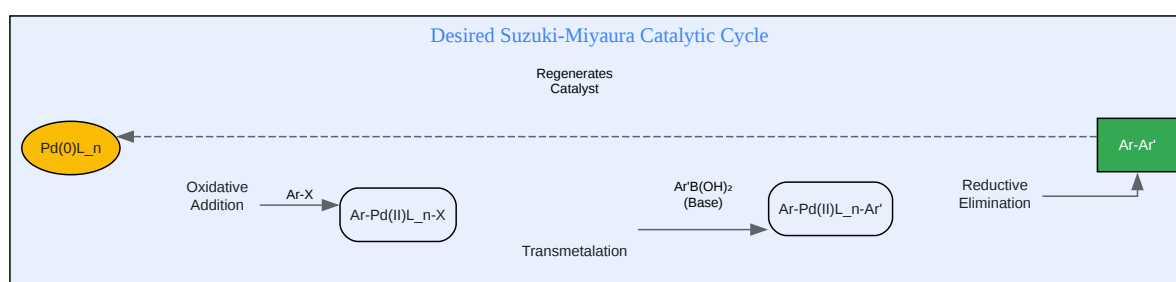 Desired Suzuki-Miyaura Catalytic Cycle
Regenerates
Catalyst
Pd(0)L_n
Ar-Ar'
Oxidative
Addition
Ar-X
Ar-Pd(II)L_n-X
Transmetalation
Ar'B(OH)₂
(Base)
Ar-Pd(II)L_n-Ar'
Reductive
Elimination